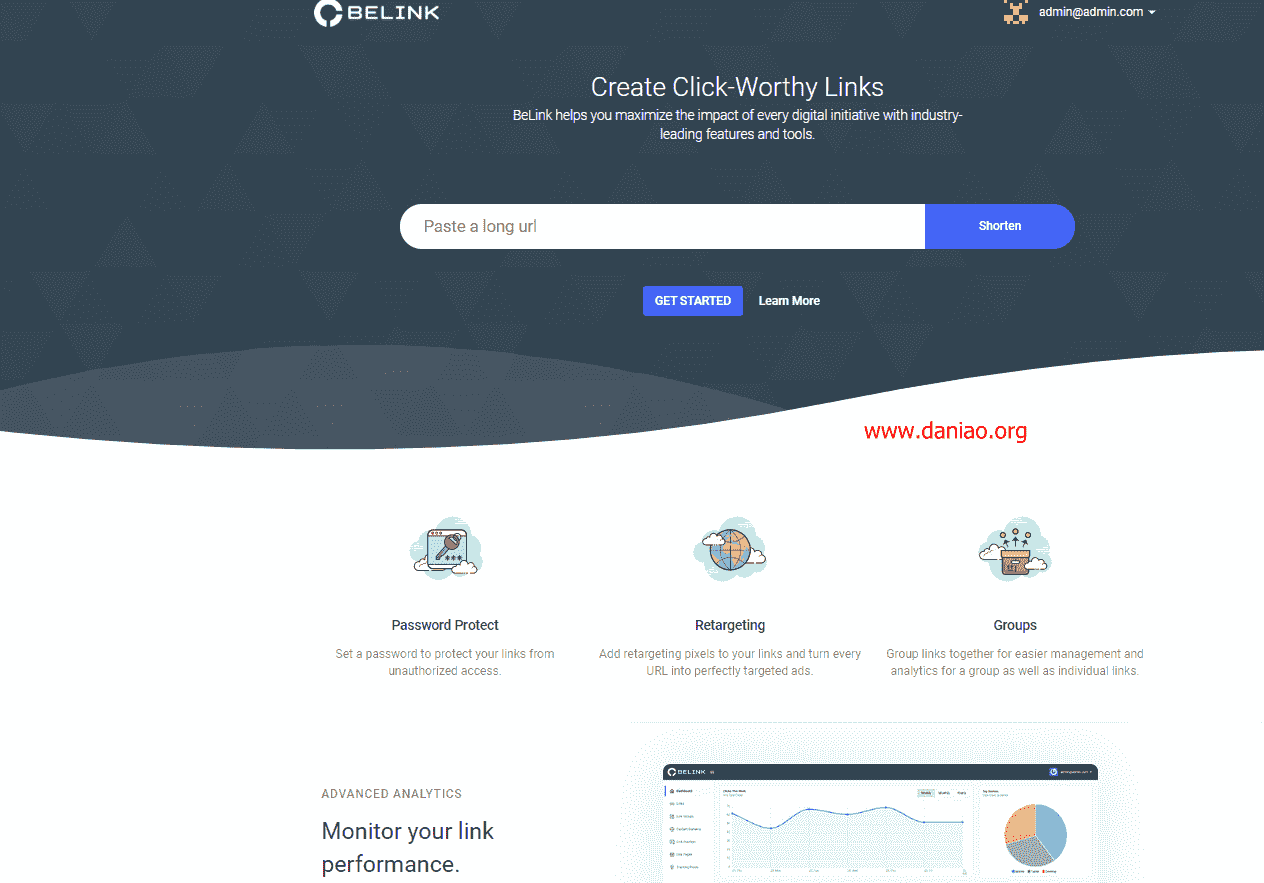 BELINK
admin@admin.com
Create Click-Worthy Links
BeLink helps you maximize the impact of every digital initiative with industry-
leading features and tools.
Paste a long url
Shorten
GET STARTED
Learn More
www.daniao.org
Password Protect
Retargeting
Groups
Set a password to protect your links from
unauthorized access.
Add retargeting pixels to your links and turn every
URL into perfectly targeted ads.
Group links together for easier management and
analytics for a group as well as individual links.
ADVANCED ANALYTICS
Monitor your link
performance.
BELINK
Dashboard